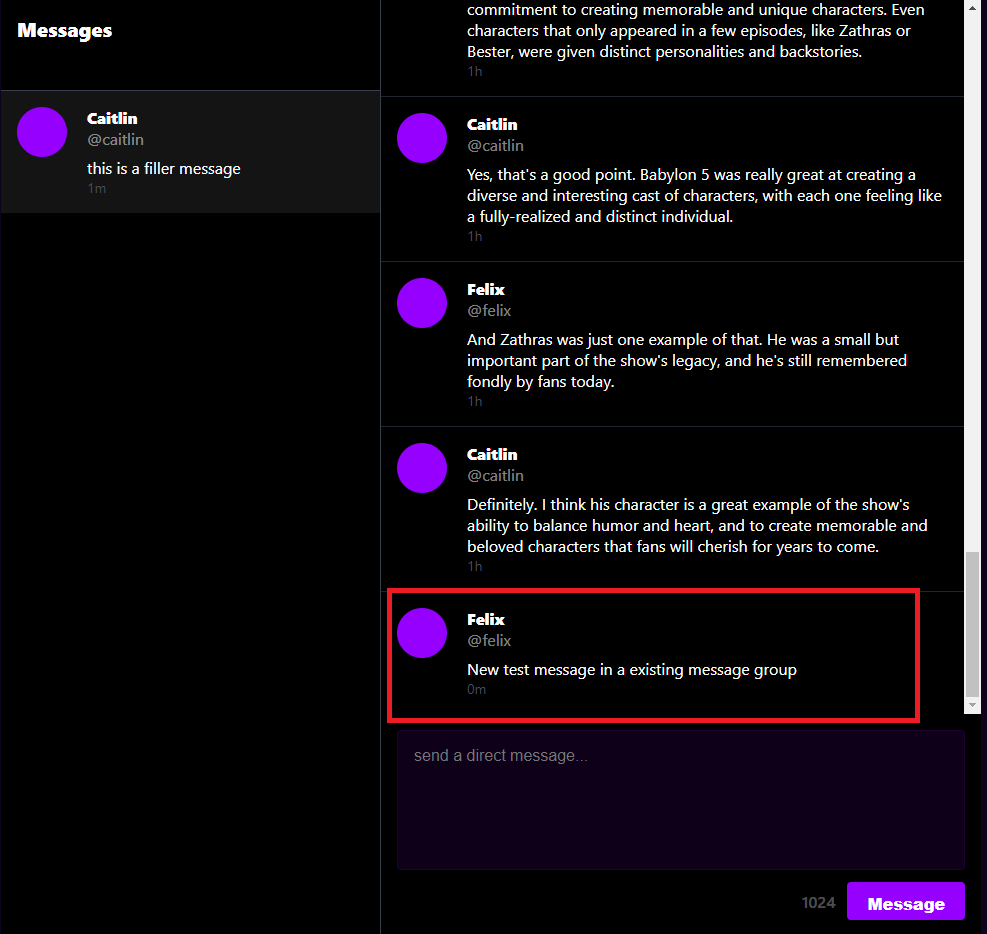 Messages
Caitlin
@caitlin
this is a filler message
1m
commitment to creating memorable and unique characters. Even
characters that only appeared in a few episodes, like Zathras or
Bester, were given distinct personalities and backstories.
1h
Caitlin
@caitlin
Yes, that's a good point. Babylon 5 was really great at creating a
diverse and interesting cast of characters, with each one feeling like
a fully-realized and distinct individual.
1h
Felix
@felix
And Zathras was just one example of that. He was a small but
important part of the show's legacy, and he's still remembered
fondly by fans today.
1h
Caitlin
@caitlin
Definitely. I think his character is a great example of the show's
ability to balance humor and heart, and to create memorable and
beloved characters that fans will cherish for years to come.
1h
Felix
@felix
New test message in a existing message group
0m
send a direct message...
1024
Message